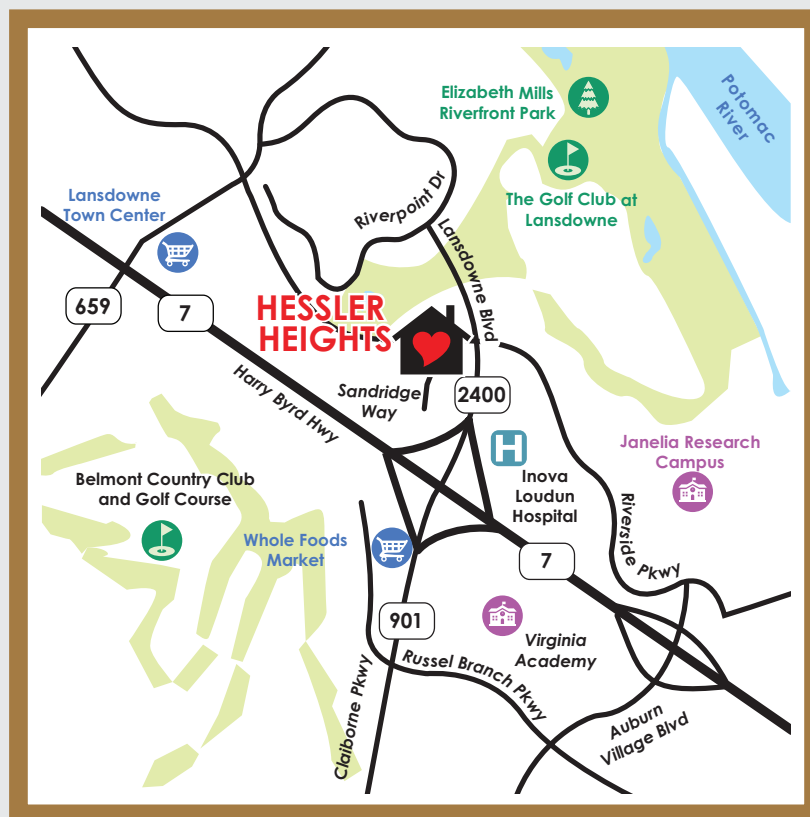 Elizabeth Mills
Riverfront Park
Potomac
River
Lansdowne
Town Center
Riverpoint Dr
The Golf Club at
Lansdowne
Lansdowne Blvd
659
7
HESSLER
HEIGHTS
Harry Byrd Hwy
Sandridge
Way
2400
H
Janelia Research
Campus
Belmont Country Club
and Golf Course
Inova
Loudun
Hospital
Riverside Pkwy
Whole Foods
Market
7
901
Virginia
Academy
Russel Branch Pkwy
Claiborne Pkwy
Auburn
Village Blvd